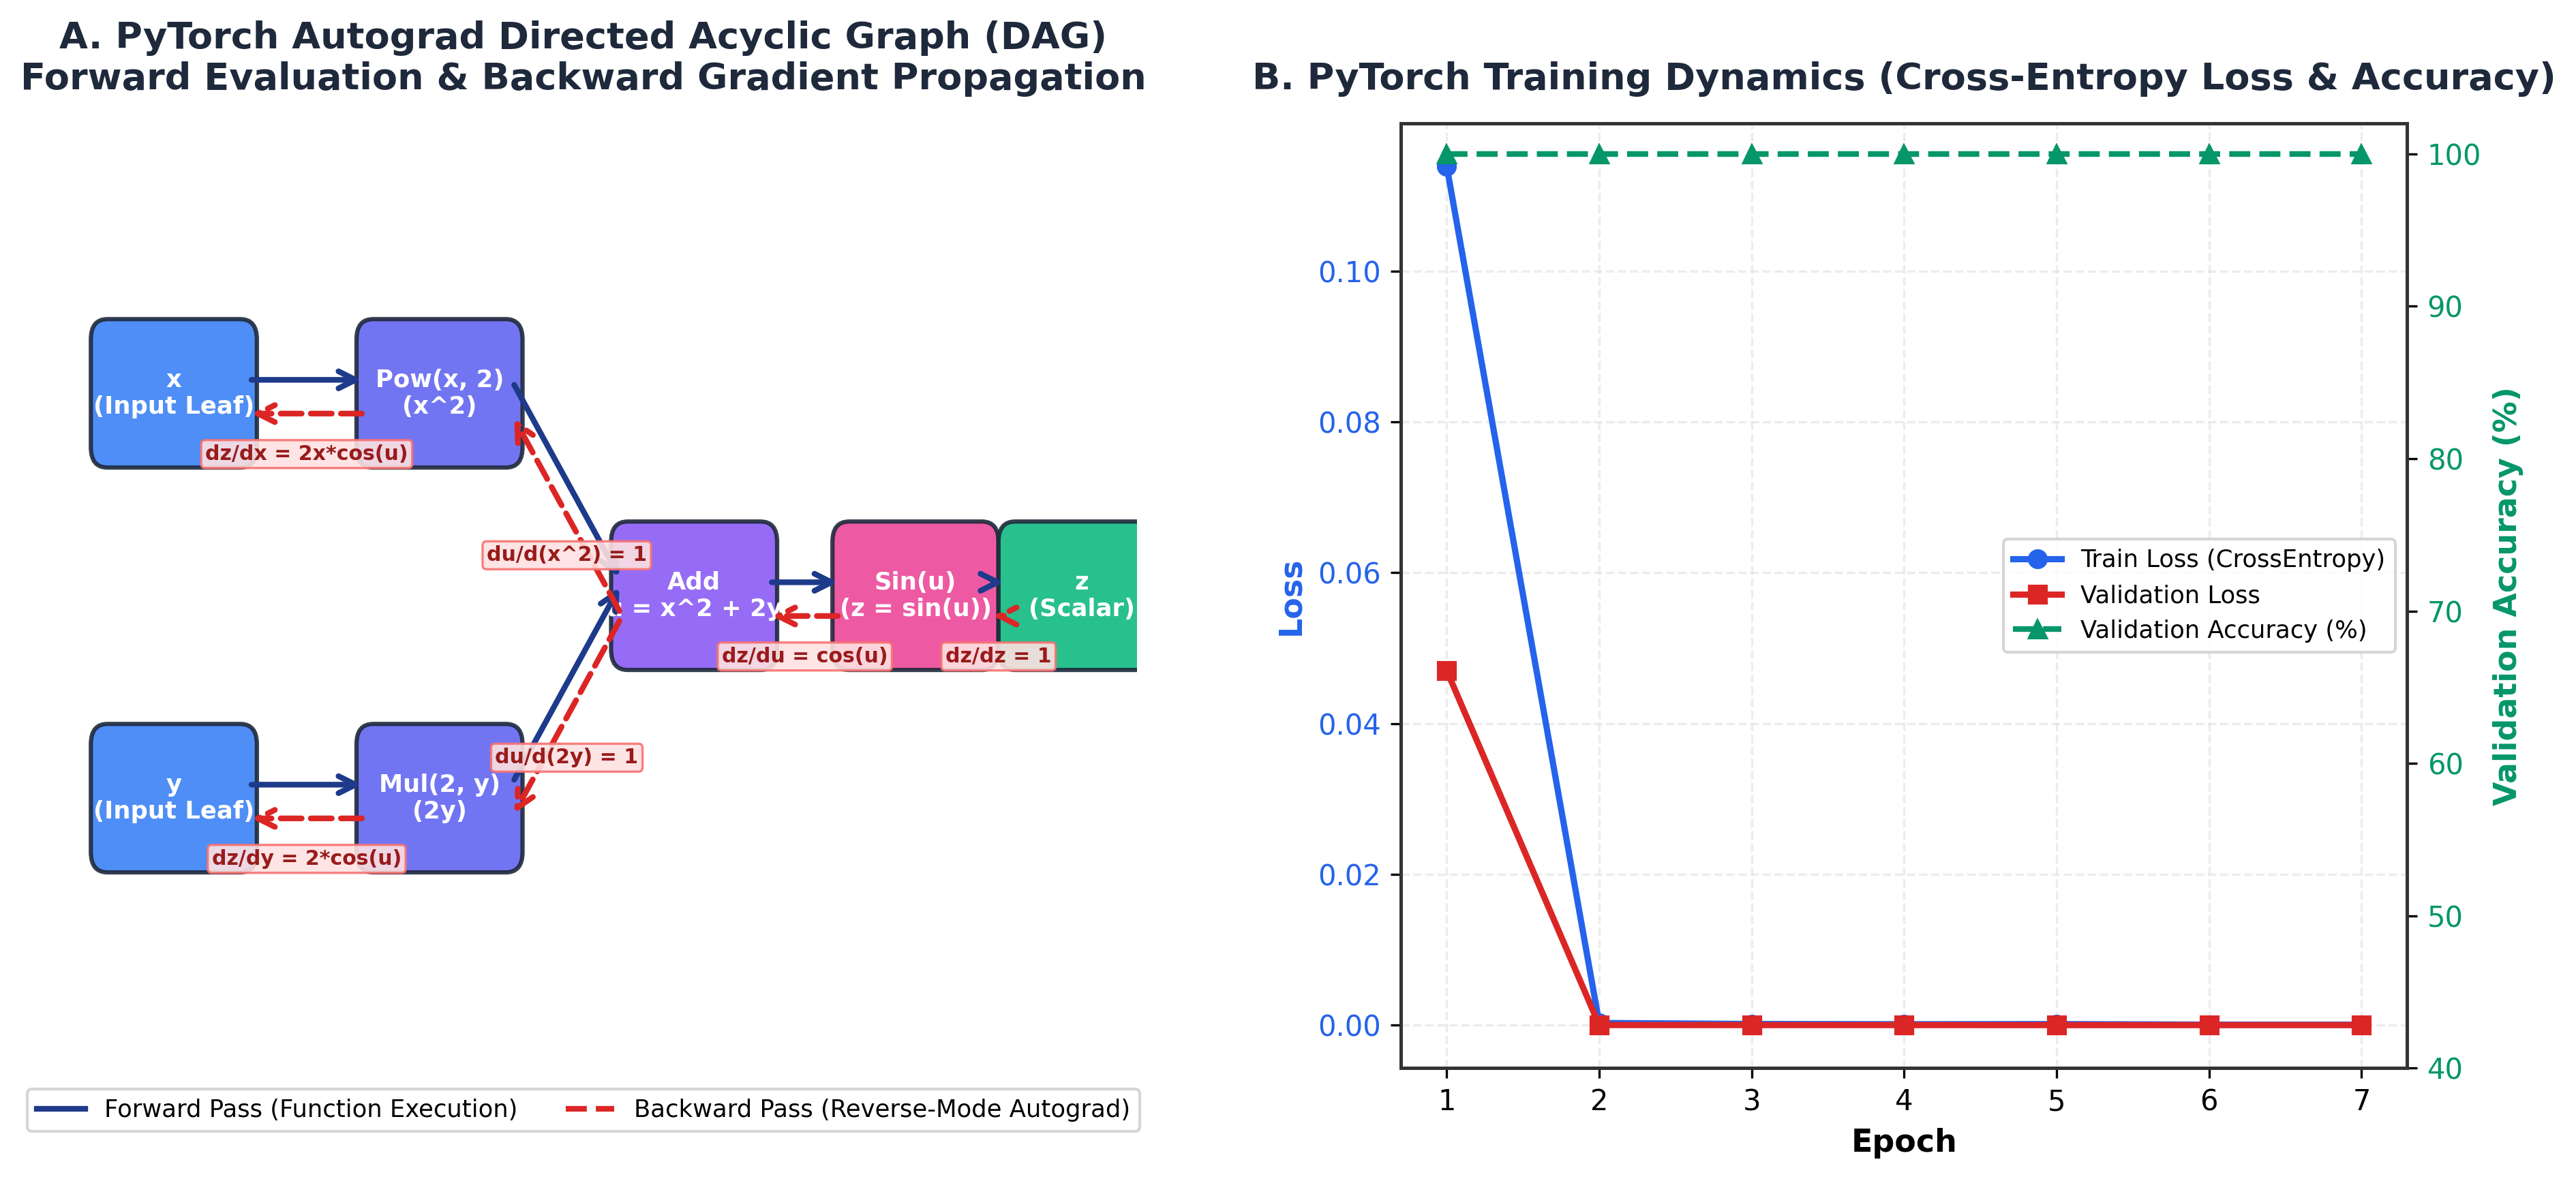 A. PyTorch Autograd Directed Acyclic Graph (DAG)
Forward Evaluation & Backward Gradient Propagation
x
(Input Leaf)
Pow(x, 2)
(x^2)
dz/dx = 2x*cos(u)
du/d(x^2) = 1
Add
= x^2 + 2y
Sin(u)
(z = sin(u))
z
(Scalar)
dz/du = cos(u)
dz/dz = 1
y
(Input Leaf)
Mul(2, y)
(2y)
du/d(2y) = 1
dz/dy = 2*cos(u)
Forward Pass (Function Execution)
Backward Pass (Reverse-Mode Autograd)
B. PyTorch Training Dynamics (Cross-Entropy Loss & Accuracy)
Loss
0.10
0.08
0.06
0.04
0.02
0.00
Train Loss (CrossEntropy)
Validation Loss
Validation Accuracy (%)
100
90
80
70
60
50
40
Validation Accuracy (%)
1 2 3 4 5 6 7
Epoch